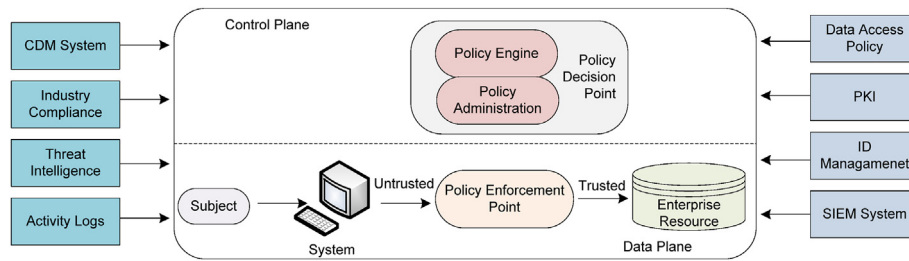 Control Plane
CDM System
Industry
Compliance
Threat
Intelligence
Activity Logs
Policy Engine
Policy
Administration
Policy
Decision
Point
Subject
System
Untrusted
Policy Enforcement
Point
Trusted
Enterprise
Resource
Data Plane
Data Access
Policy
PKI
ID
Managamenet
SIEM System